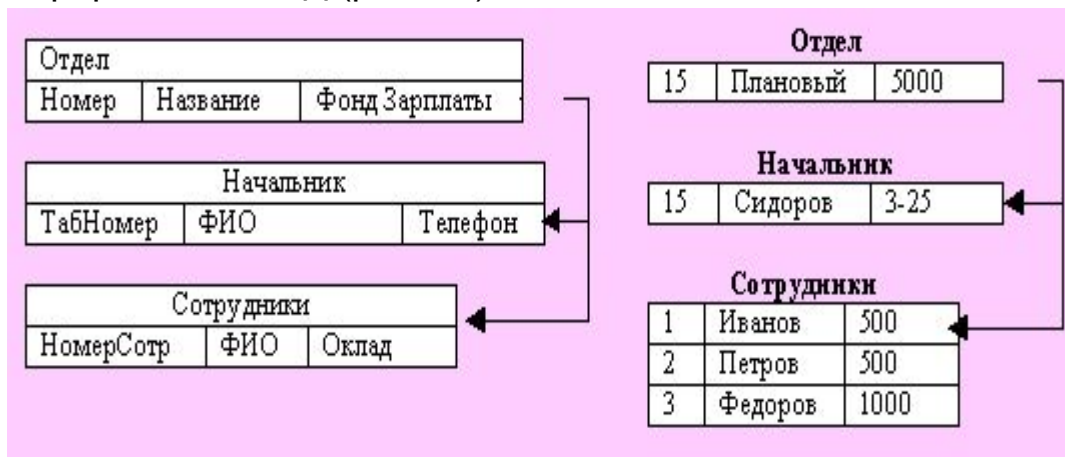 Отдел
Номер Название Фонд Зарплаты
Начальник
ТабНомер ФИО Телефон
Сотрудники
НомерСотр ФИО Оклад
Отдел
15 Плановый 5000
Начальник
15 Сидоров 3-25
Сотрудники
1 Иванов 500
2 Петров 500
3 Федоров 1000